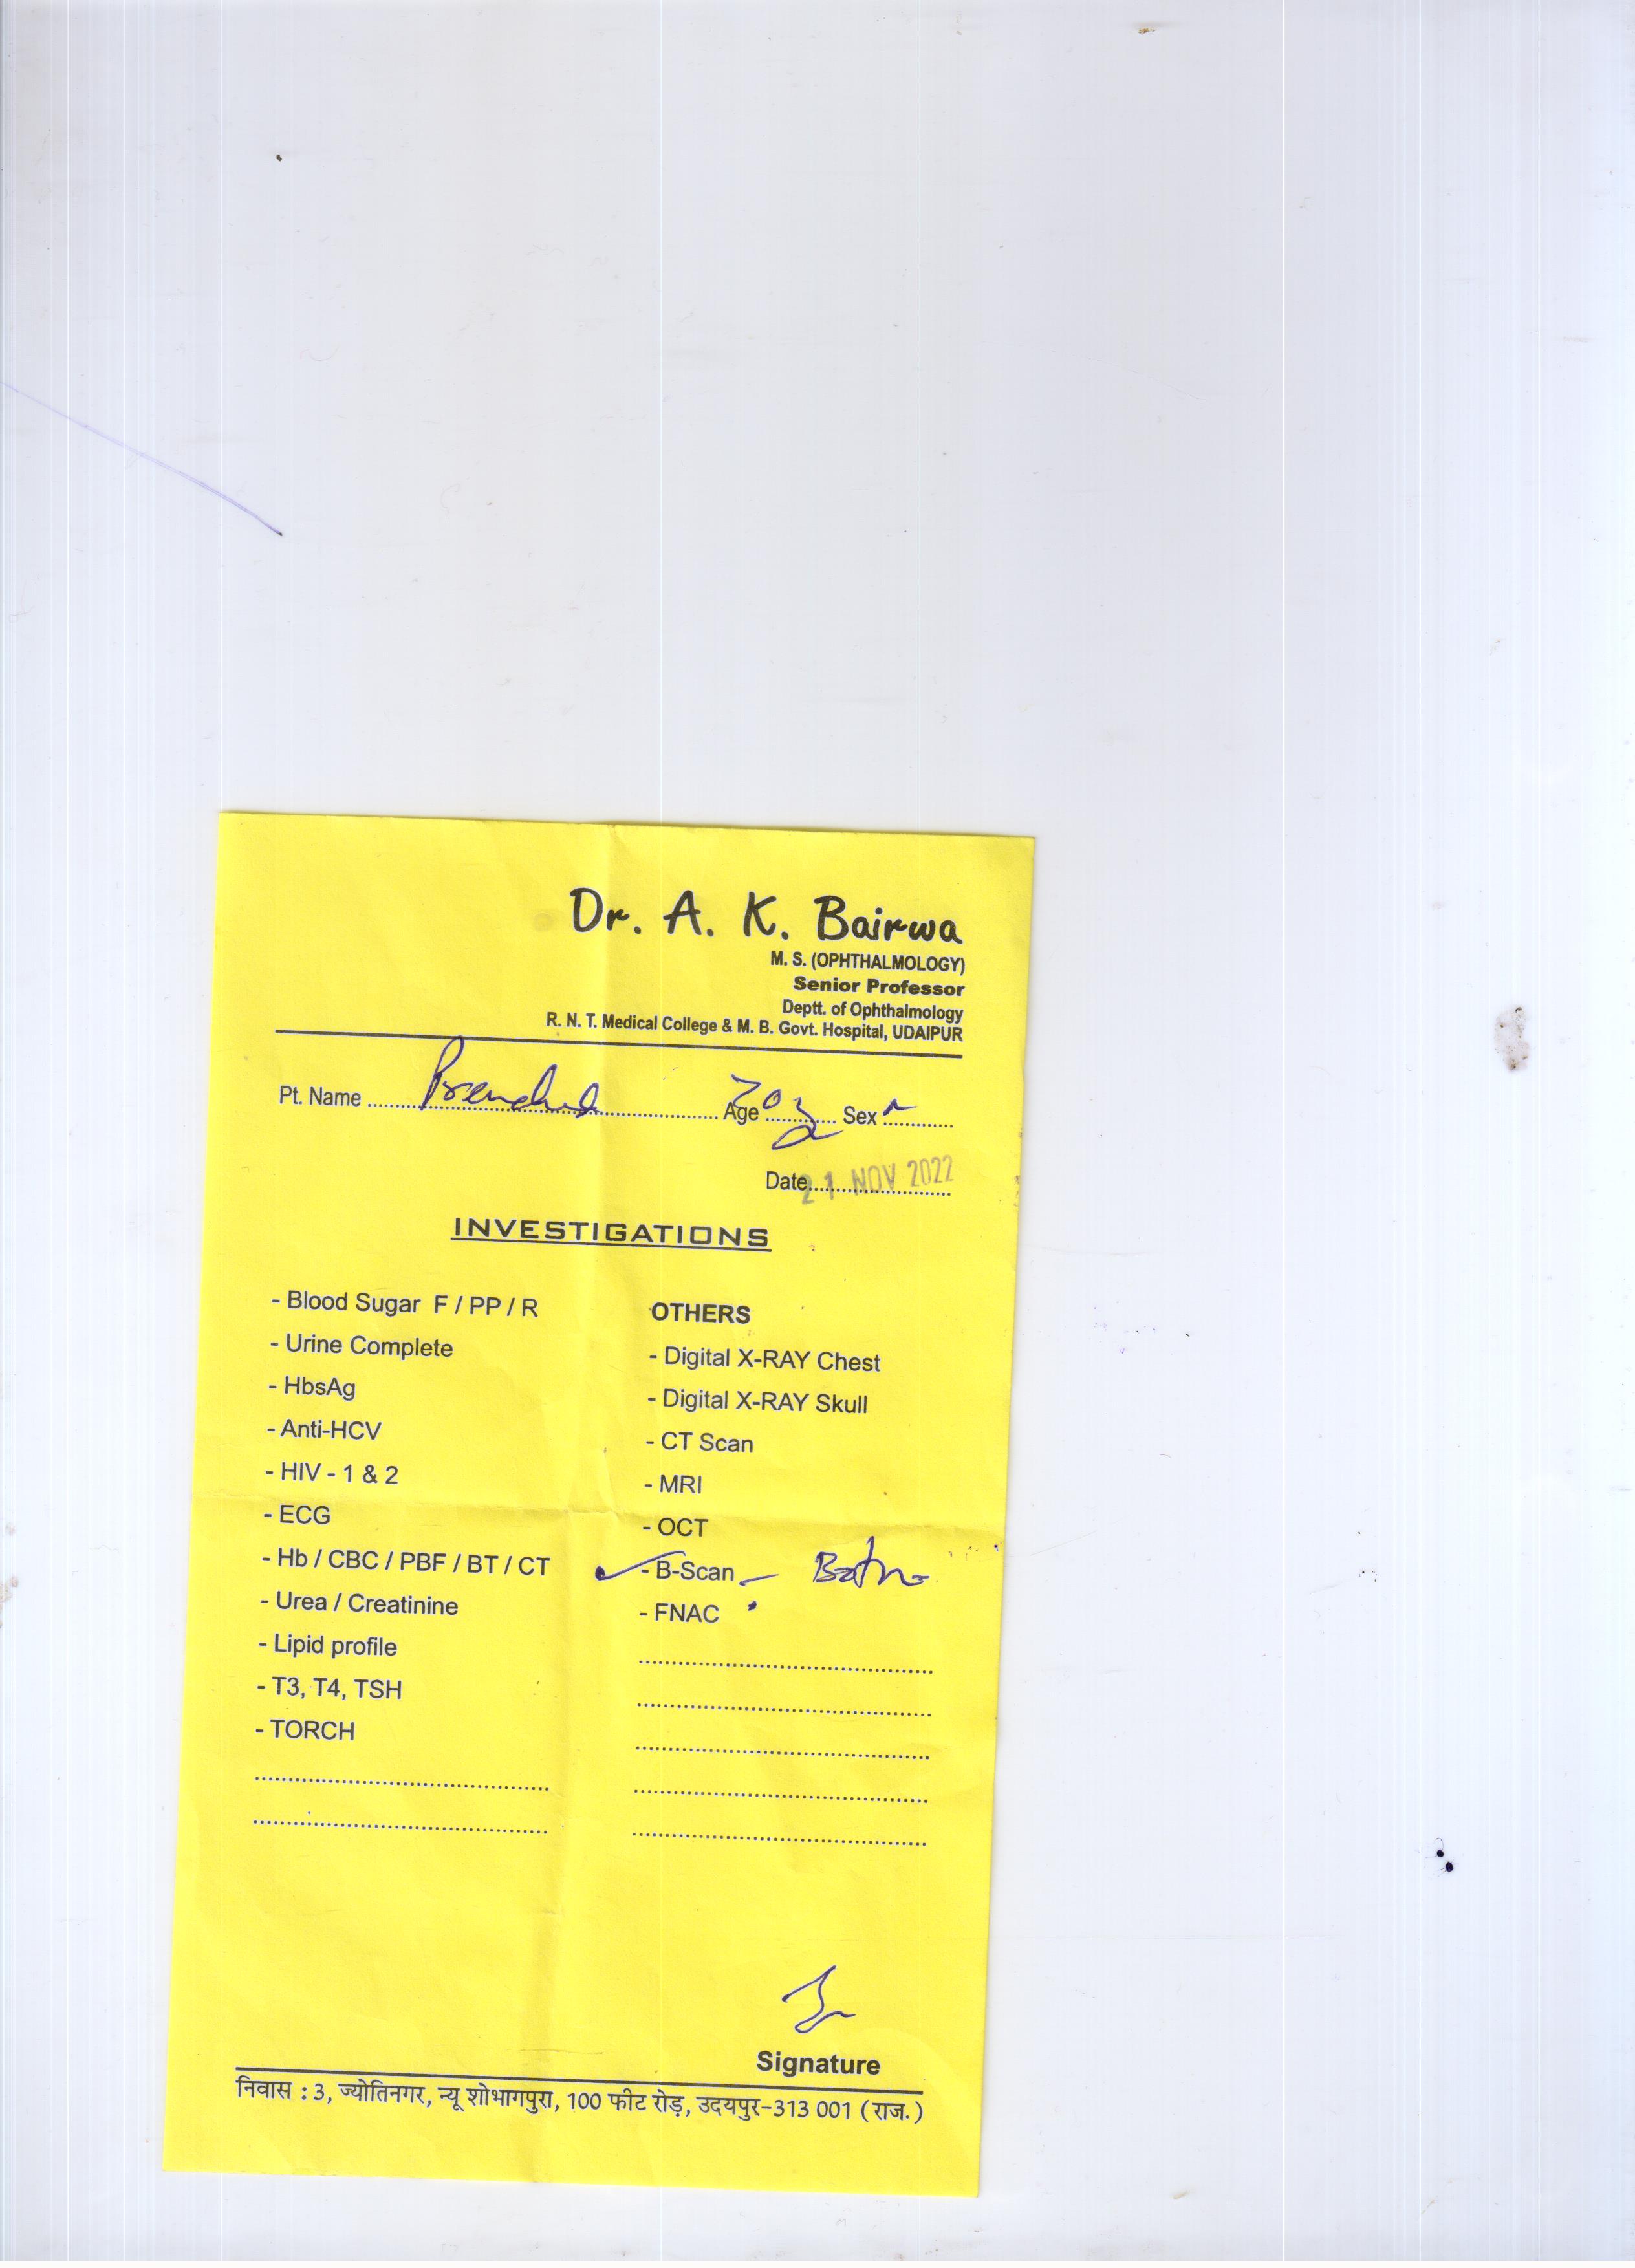 Dr. A. K. Bairwa
M. S. (OPHTHALMOLOGY)
Senior Professor
Deptt. of Ophthalmology
R. N. T. Medical College & M. B. Govt. Hospital, UDAIPUR
Pt. Name .................... Age 70 ........ Sex ............
Date 21 NOV 2022
INVESTIGATIONS
- Blood Sugar F / PP / R
- Urine Complete
- HbsAg
- Anti-HCV
- HIV - 1 & 2
- ECG
- Hb / CBC / PBF / BT / CT
- Urea / Creatinine
- Lipid profile
- T3, T4, TSH
- TORCH
OTHERS
- Digital X-RAY Chest
- Digital X-RAY Skull
- CT Scan
- MRI
- OCT
✓ - B-Scan –
- FNAC
Signature
निवास : 3, ज्योतिनगर, न्यू शोभागपुरा, 100 फीट रोड़, उदयपुर-313 001 (राज.)